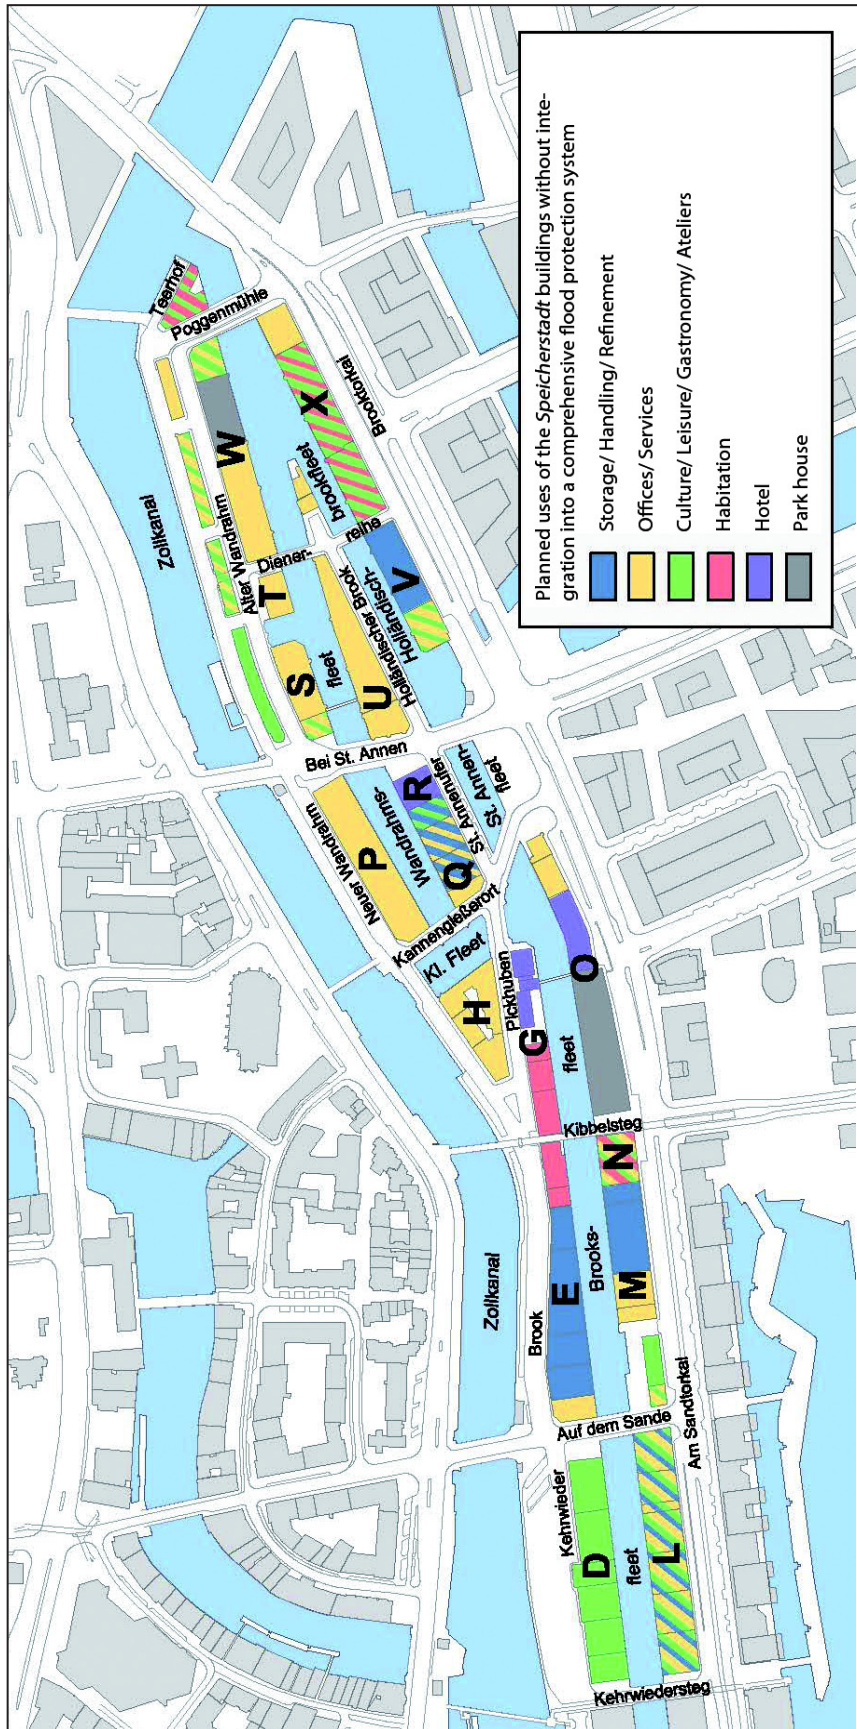 Planned uses of the Speicherstadt buildings without inte-
gration into a comprehensive flood protection system
Storage/ Handling/ Refinement
Offices/ Services
Culture/ Leisure/ Gastronomy/ Ateliers
Habitation
Hotel
Park house
Teerhof
Poggenmühle
Zollkanal
W
X
Brooktorkai
brookfleet
Alter Wandrahm
Diener-
reihe
T
Holländisch-
V
S
fleet
U
Holländischer Brook
Bei St. Annen
Neuer Wandrahm
P
Wandrahms-
R
St. Annenufer
St. Annen-
fleet
Q
Kannengießerort
Kl. Fleet
H
Pickhuben
G
O
fleet
Kibbelsteg
N
Zollkanal
Brook
E
Brooks-
M
Auf dem Sande
Am Sandtorkai
Kehrwieder
D
fleet
L
Kehrwiedersteg